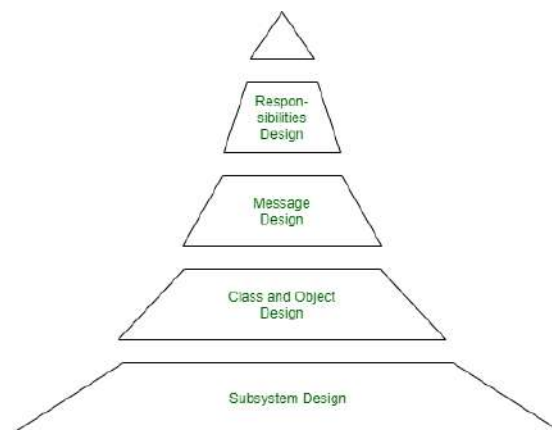 Respon-
sibilities
Design
Message
Design
Class and Object
Design
Subsystem Design